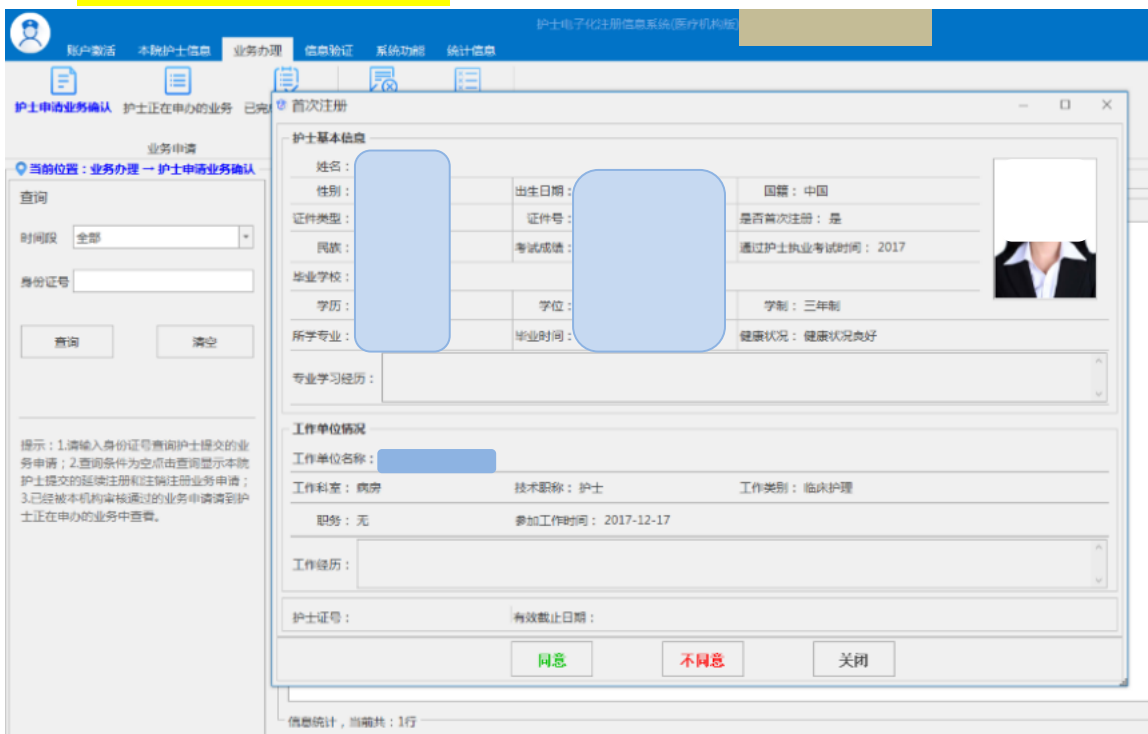 护士电子化注册信息系统(医疗机构版)
账户激活 本院护士信息 业务办理 信息验证 系统功能 统计信息
护士申请业务确认 护士正在申办的业务 已完
业务申请
当前位置：业务办理 → 护士申请业务确认
查询
时间段 全部
身份证号
查询 清空
提示：1.请输入身份证号查询护士提交的业
务申请；2.查询条件为空点击查询显示本院
护士提交的延续注册和注销注册业务申请；
3.已经被本机构审核通过的业务申请请到护
士正在申办的业务中查看。
首次注册
护士基本信息
姓名：
性别： 出生日期： 国籍： 中国
证件类型： 证件号： 是否首次注册： 是
民族： 考试成绩： 通过护士执业考试时间： 2017
毕业学校：
学历： 学位： 学制： 三年制
所学专业： 毕业时间： 健康状况： 健康状况良好
专业学习经历：
工作单位情况
工作单位名称：
工作科室： 病房 技术职称： 护士 工作类别： 临床护理
职务： 无 参加工作时间： 2017-12-17
工作经历：
护士证号： 有效截止日期：
同意 不同意 关闭
信息统计，当前共：1行